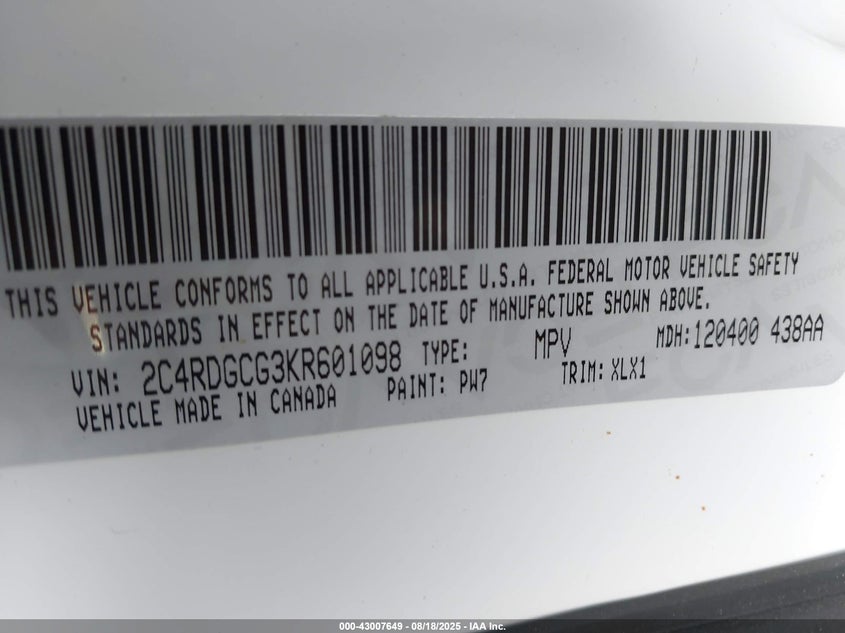 THIS VEHICLE CONFORMS TO ALL APPLICABLE U.S.A. FEDERAL MOTOR VEHICLE SAFETY
STANDARDS IN EFFECT ON THE DATE OF MANUFACTURE SHOWN ABOVE.
VIN: 2C4RDGCG3KR601098 TYPE: MPV MDH:120400 438AA
VEHICLE MADE IN CANADA PAINT: PW7 TRIM: XLX1
000-43007649 - 08/18/2025 - IAA Inc.